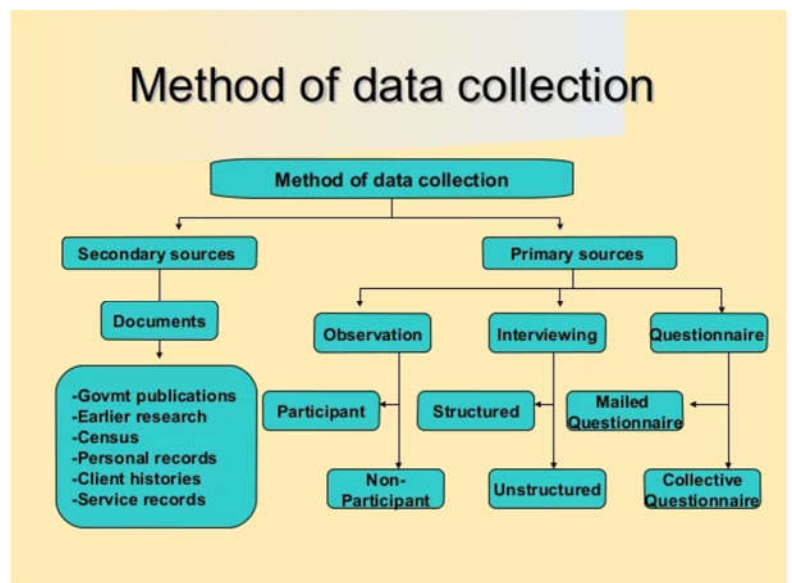 Method of data collection
Method of data collection
Secondary sources
Primary sources
Documents
Observation
Interviewing
Questionnaire
-Govmt publications
-Earlier research
-Census
-Personal records
-Client histories
-Service records
Participant
Structured
Mailed
Questionnaire
Non-
Participant
Unstructured
Collective
Questionnaire